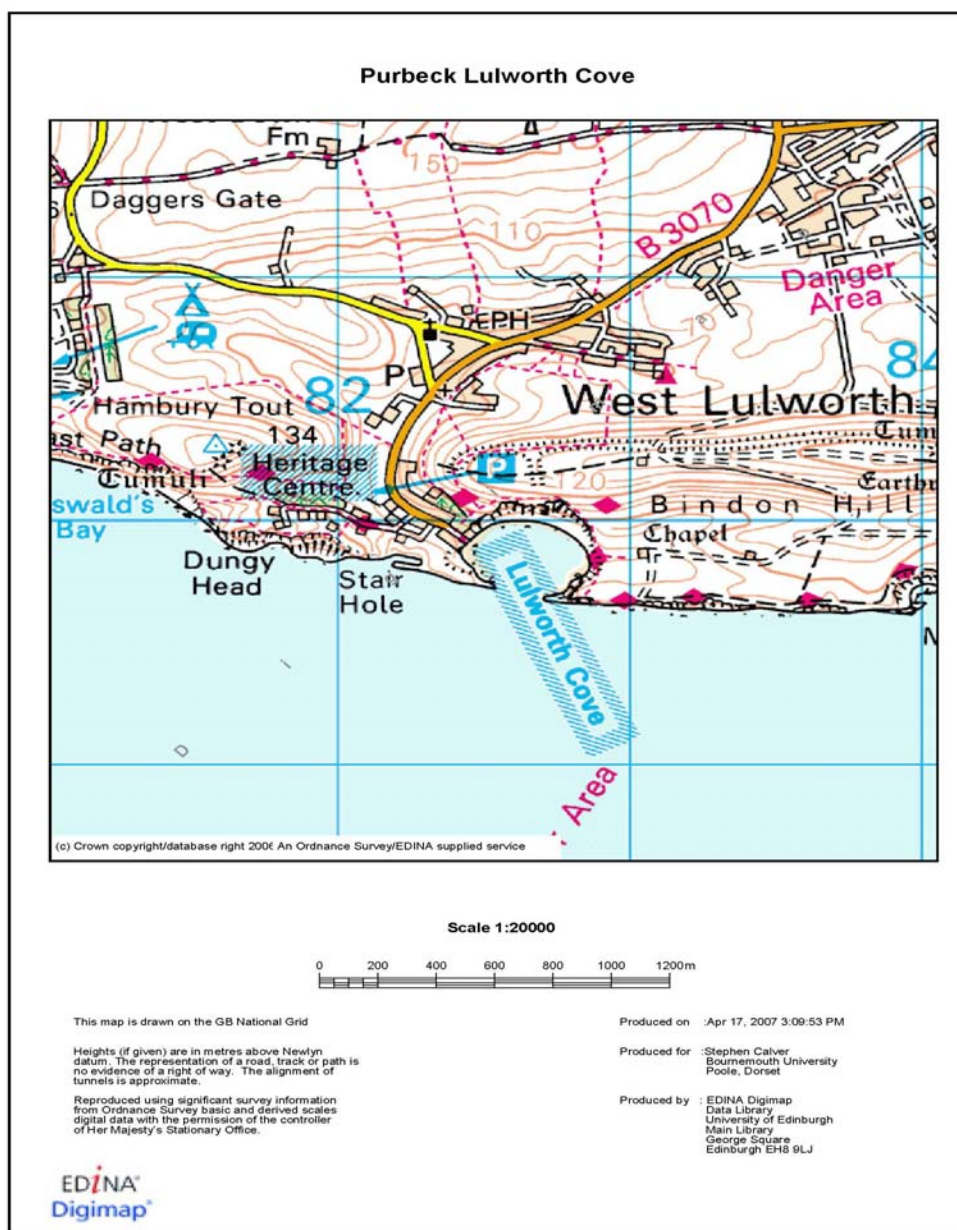 Purbeck Lulworth Cove
Fm
150
Daggers Gate
110
B 3070
Danger
Area
PH
70
82
84
P
West Lulworth
Hambury Tout
134
Heritage
Centre
P
120
ast Path
Tumuli
Tum
Earthw
Bindon Hill
Chapel
swald's
Bay
Dungy
Head
Stair
Hole
Lulworth Cove
D
Area
(c) Crown copyright/database right 2006 An Ordnance Survey/EDINA supplied service
Scale 1:20000
0 200 400 600 800 1000 1200m
This map is drawn on the GB National Grid
Heights (if given) are in metres above Newlyn
datum. The representation of a road, track or path is
no evidence of a right of way. The alignment of
tunnels is approximate.
Reproduced using significant survey information
from Ordnance Survey basic and derived scales
digital data with the permission of the controller
of Her Majesty's Stationary Office.
Produced on :Apr 17, 2007 3:09:53 PM
Produced for :Stephen Calver
Bournemouth University
Poole, Dorset
Produced by : EDINA Digimap
Data Library
University of Edinburgh
Main Library
George Square
Edinburgh EH8 9LJ
EDINA
Digimap